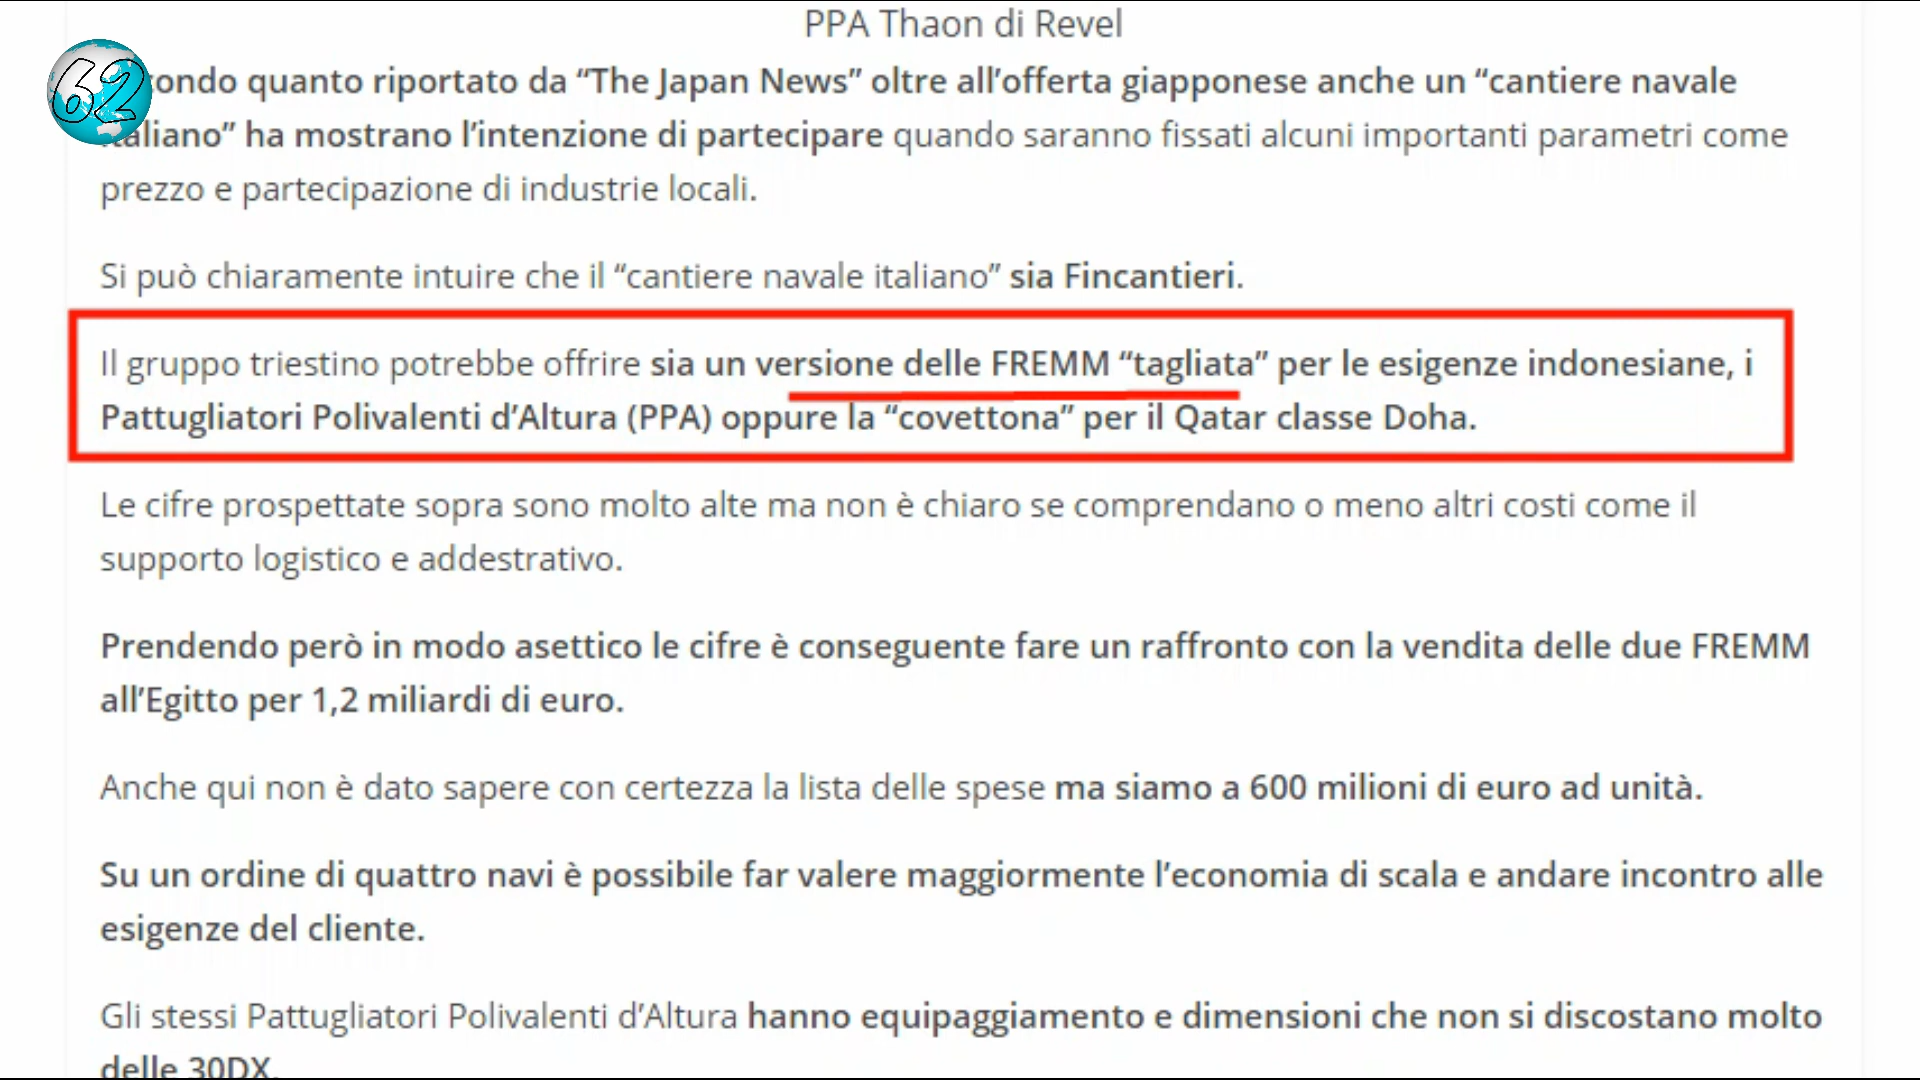 PPA Thaon di Revel
62
condo quanto riportato da “The Japan News” oltre all’offerta giapponese anche un “cantiere navale
italiano” ha mostrano l’intenzione di partecipare quando saranno fissati alcuni importanti parametri come
prezzo e partecipazione di industrie locali.
Si può chiaramente intuire che il “cantiere navale italiano” sia Fincantieri.
Il gruppo triestino potrebbe offrire sia un versione delle FREMM “tagliata” per le esigenze indonesiane, i
Pattugliatori Polivalenti d’Altura (PPA) oppure la “covettona” per il Qatar classe Doha.
Le cifre prospettate sopra sono molto alte ma non è chiaro se comprendano o meno altri costi come il
supporto logistico e addestrativo.
Prendendo però in modo asettico le cifre è conseguente fare un raffronto con la vendita delle due FREMM
all’Egitto per 1,2 miliardi di euro.
Anche qui non è dato sapere con certezza la lista delle spese ma siamo a 600 milioni di euro ad unità.
Su un ordine di quattro navi è possibile far valere maggiormente l’economia di scala e andare incontro alle
esigenze del cliente.
Gli stessi Pattugliatori Polivalenti d’Altura hanno equipaggiamento e dimensioni che non si discostano molto
delle 30DX.